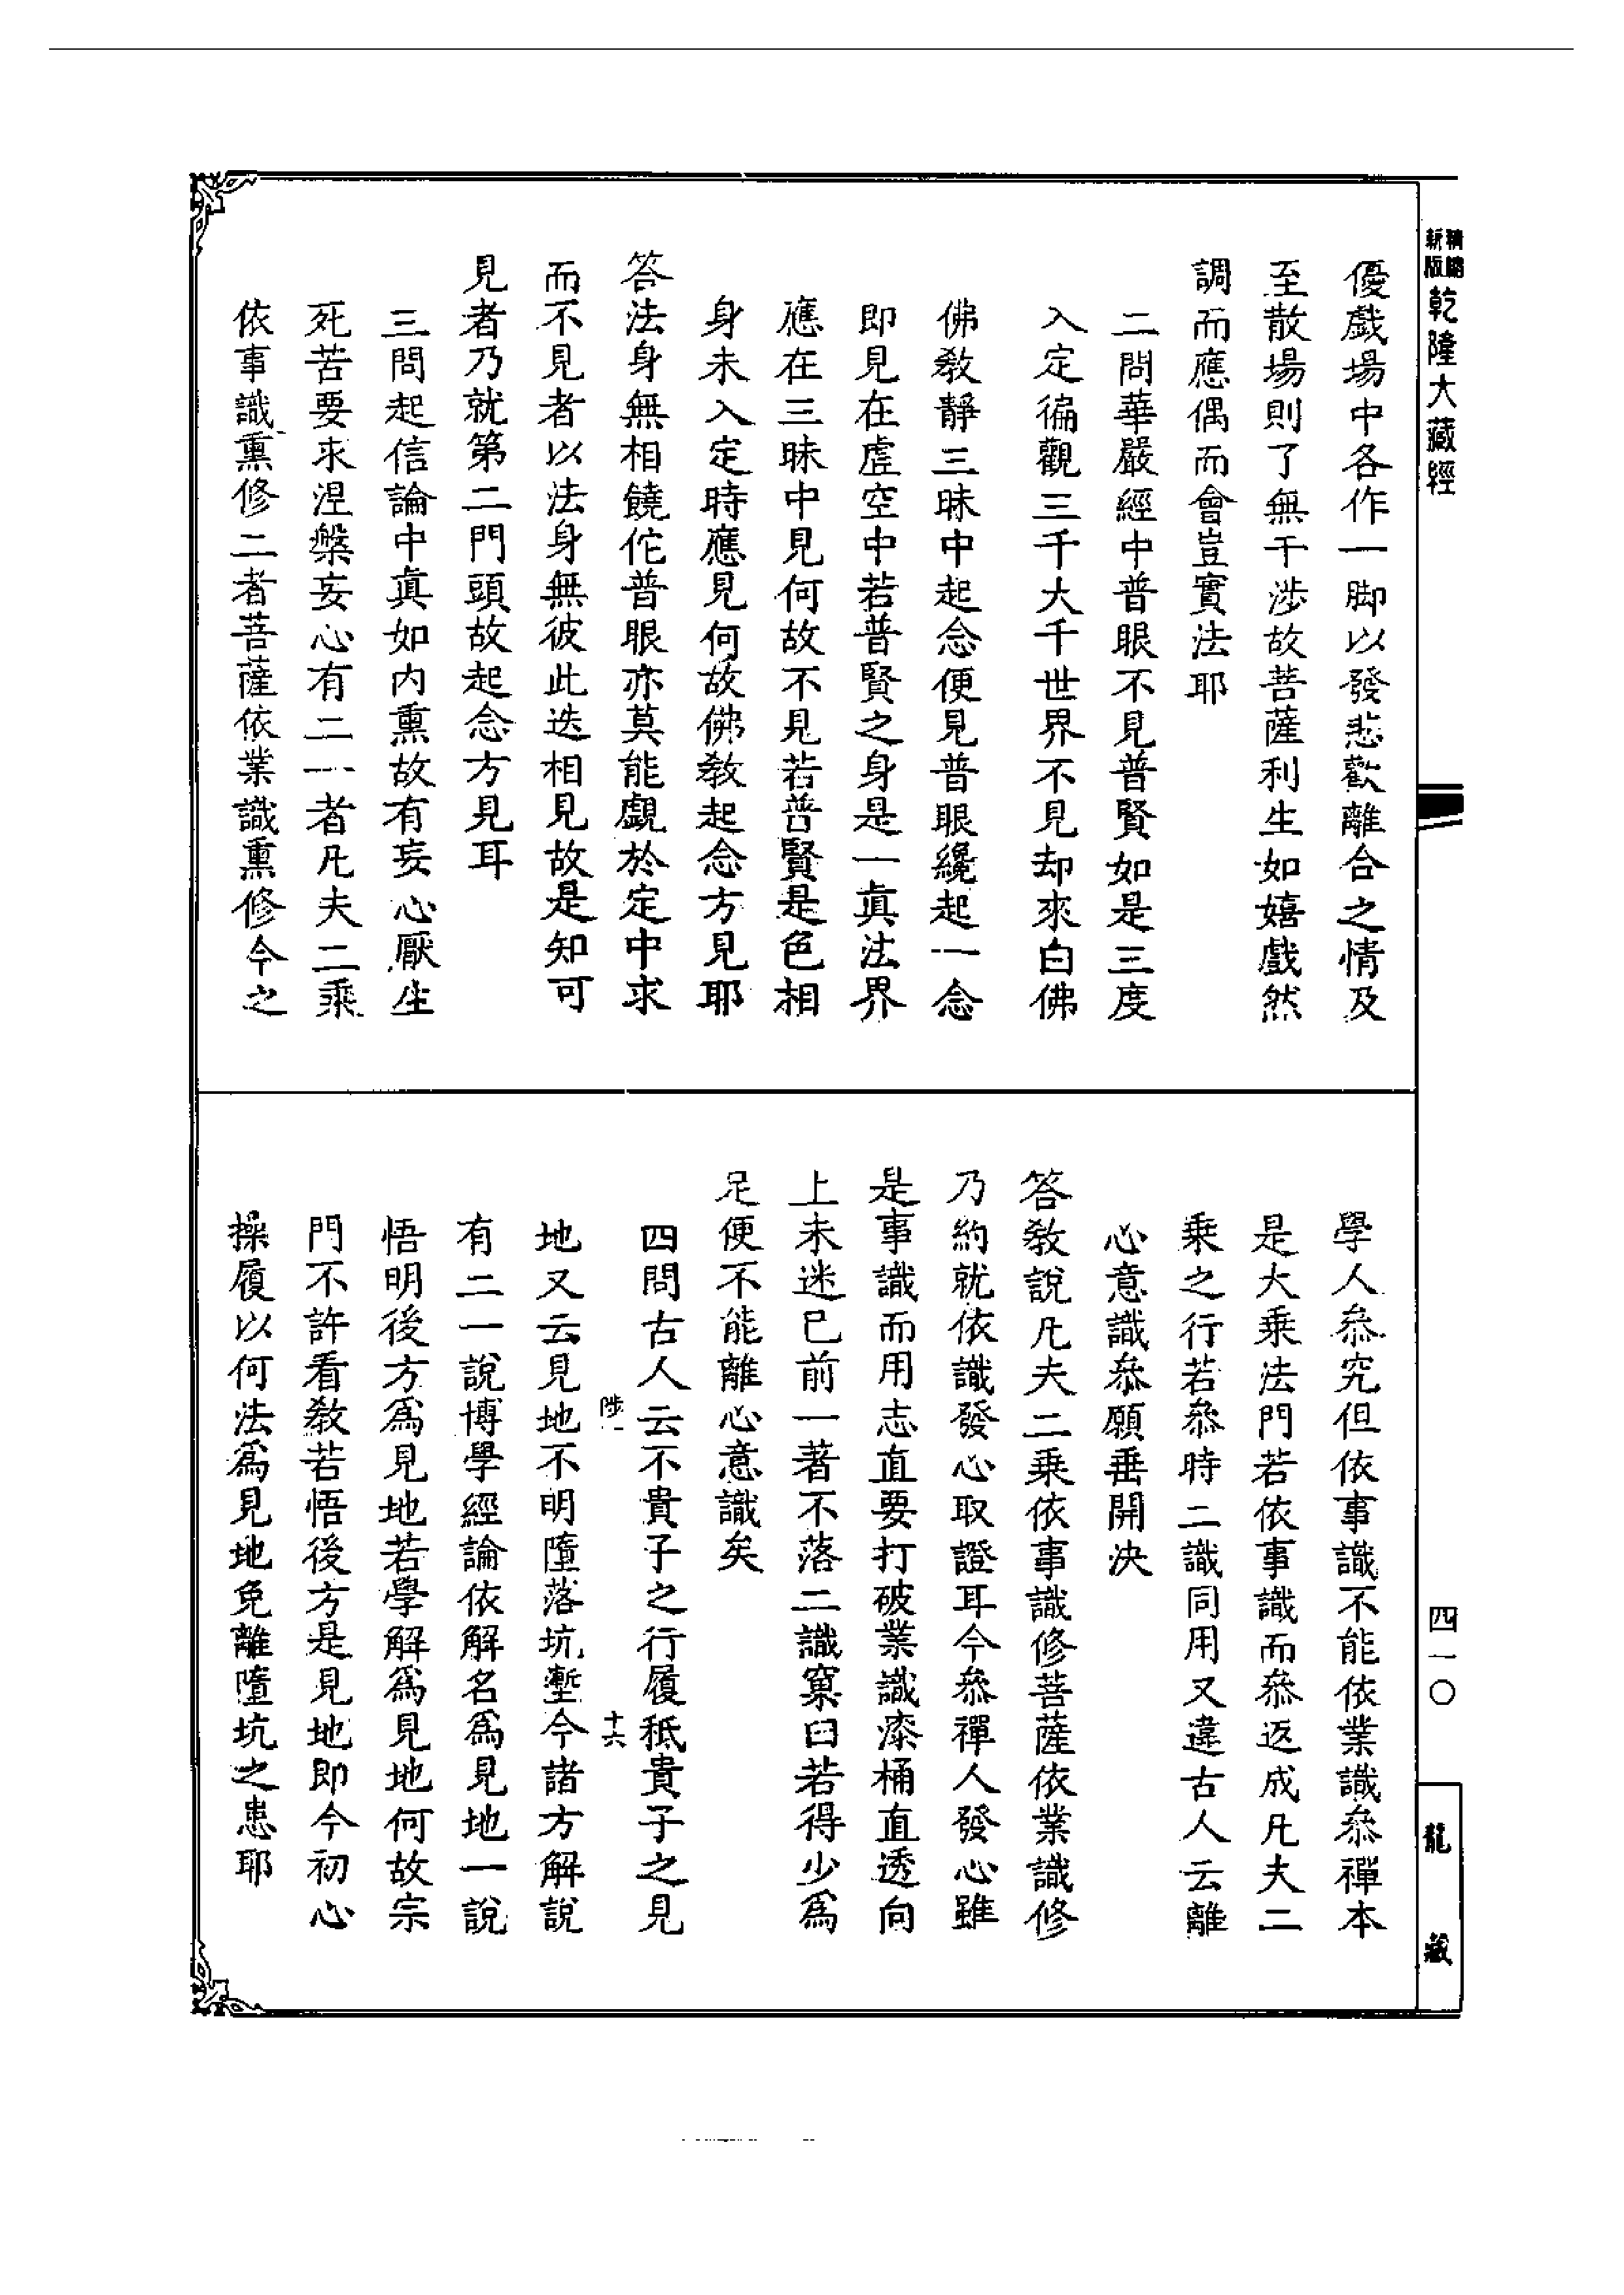 精縮
新版
乾隆大藏經
優戲場中各作一脚以發悲歡離合之情及
至散場則了無干涉故菩薩利生如嬉戲然
調而應偶而會豈實法耶
二問華嚴經中普眼不見普賢如是三度
入定徧觀三千大千世界不見却來白佛
佛敎靜三昧中起念便見普眼纔起一念
即見在虛空中若普賢之身是一眞法界
應在三昧中見何故不見若普賢是色相
身未入定時應見何故佛敎起念方見耶
答法身無相饒佗普眼亦莫能覷於定中求
而不見者以法身無彼此迭相見故是知可
見者乃就第二門頭故起念方見耳
三問起信論中眞如內熏故有妄心厭生
死苦要求涅槃妄心有二一者凡夫二乘
依事識熏修二者菩薩依業識熏修今之
學人叅究但依事識不能依業識叅禪本
是大乘法門若依事識而叅返成凡夫二
乘之行若叅時二識同用又違古人云離
心意識叅願垂開決
答敎說凡夫二乘依事識修菩薩依業識修
乃約就依識發心取證耳今叅禪人發心雖
是事識而用志直要打破業識漆桶直透向
上未迷已前一著不落二識窠臼若得少爲
足便不能離心意識矣
四問古人云不貴子之行履秪貴子之見
陟一
十六
地又云見地不明墮落坑塹今諸方解說
有二一說博學經論依解名爲見地一說
悟明後方爲見地若學解爲見地何故宗
門不許看敎若悟後方是見地即今初心
操履以何法爲見地免離墮坑之患耶
四一〇
龍藏